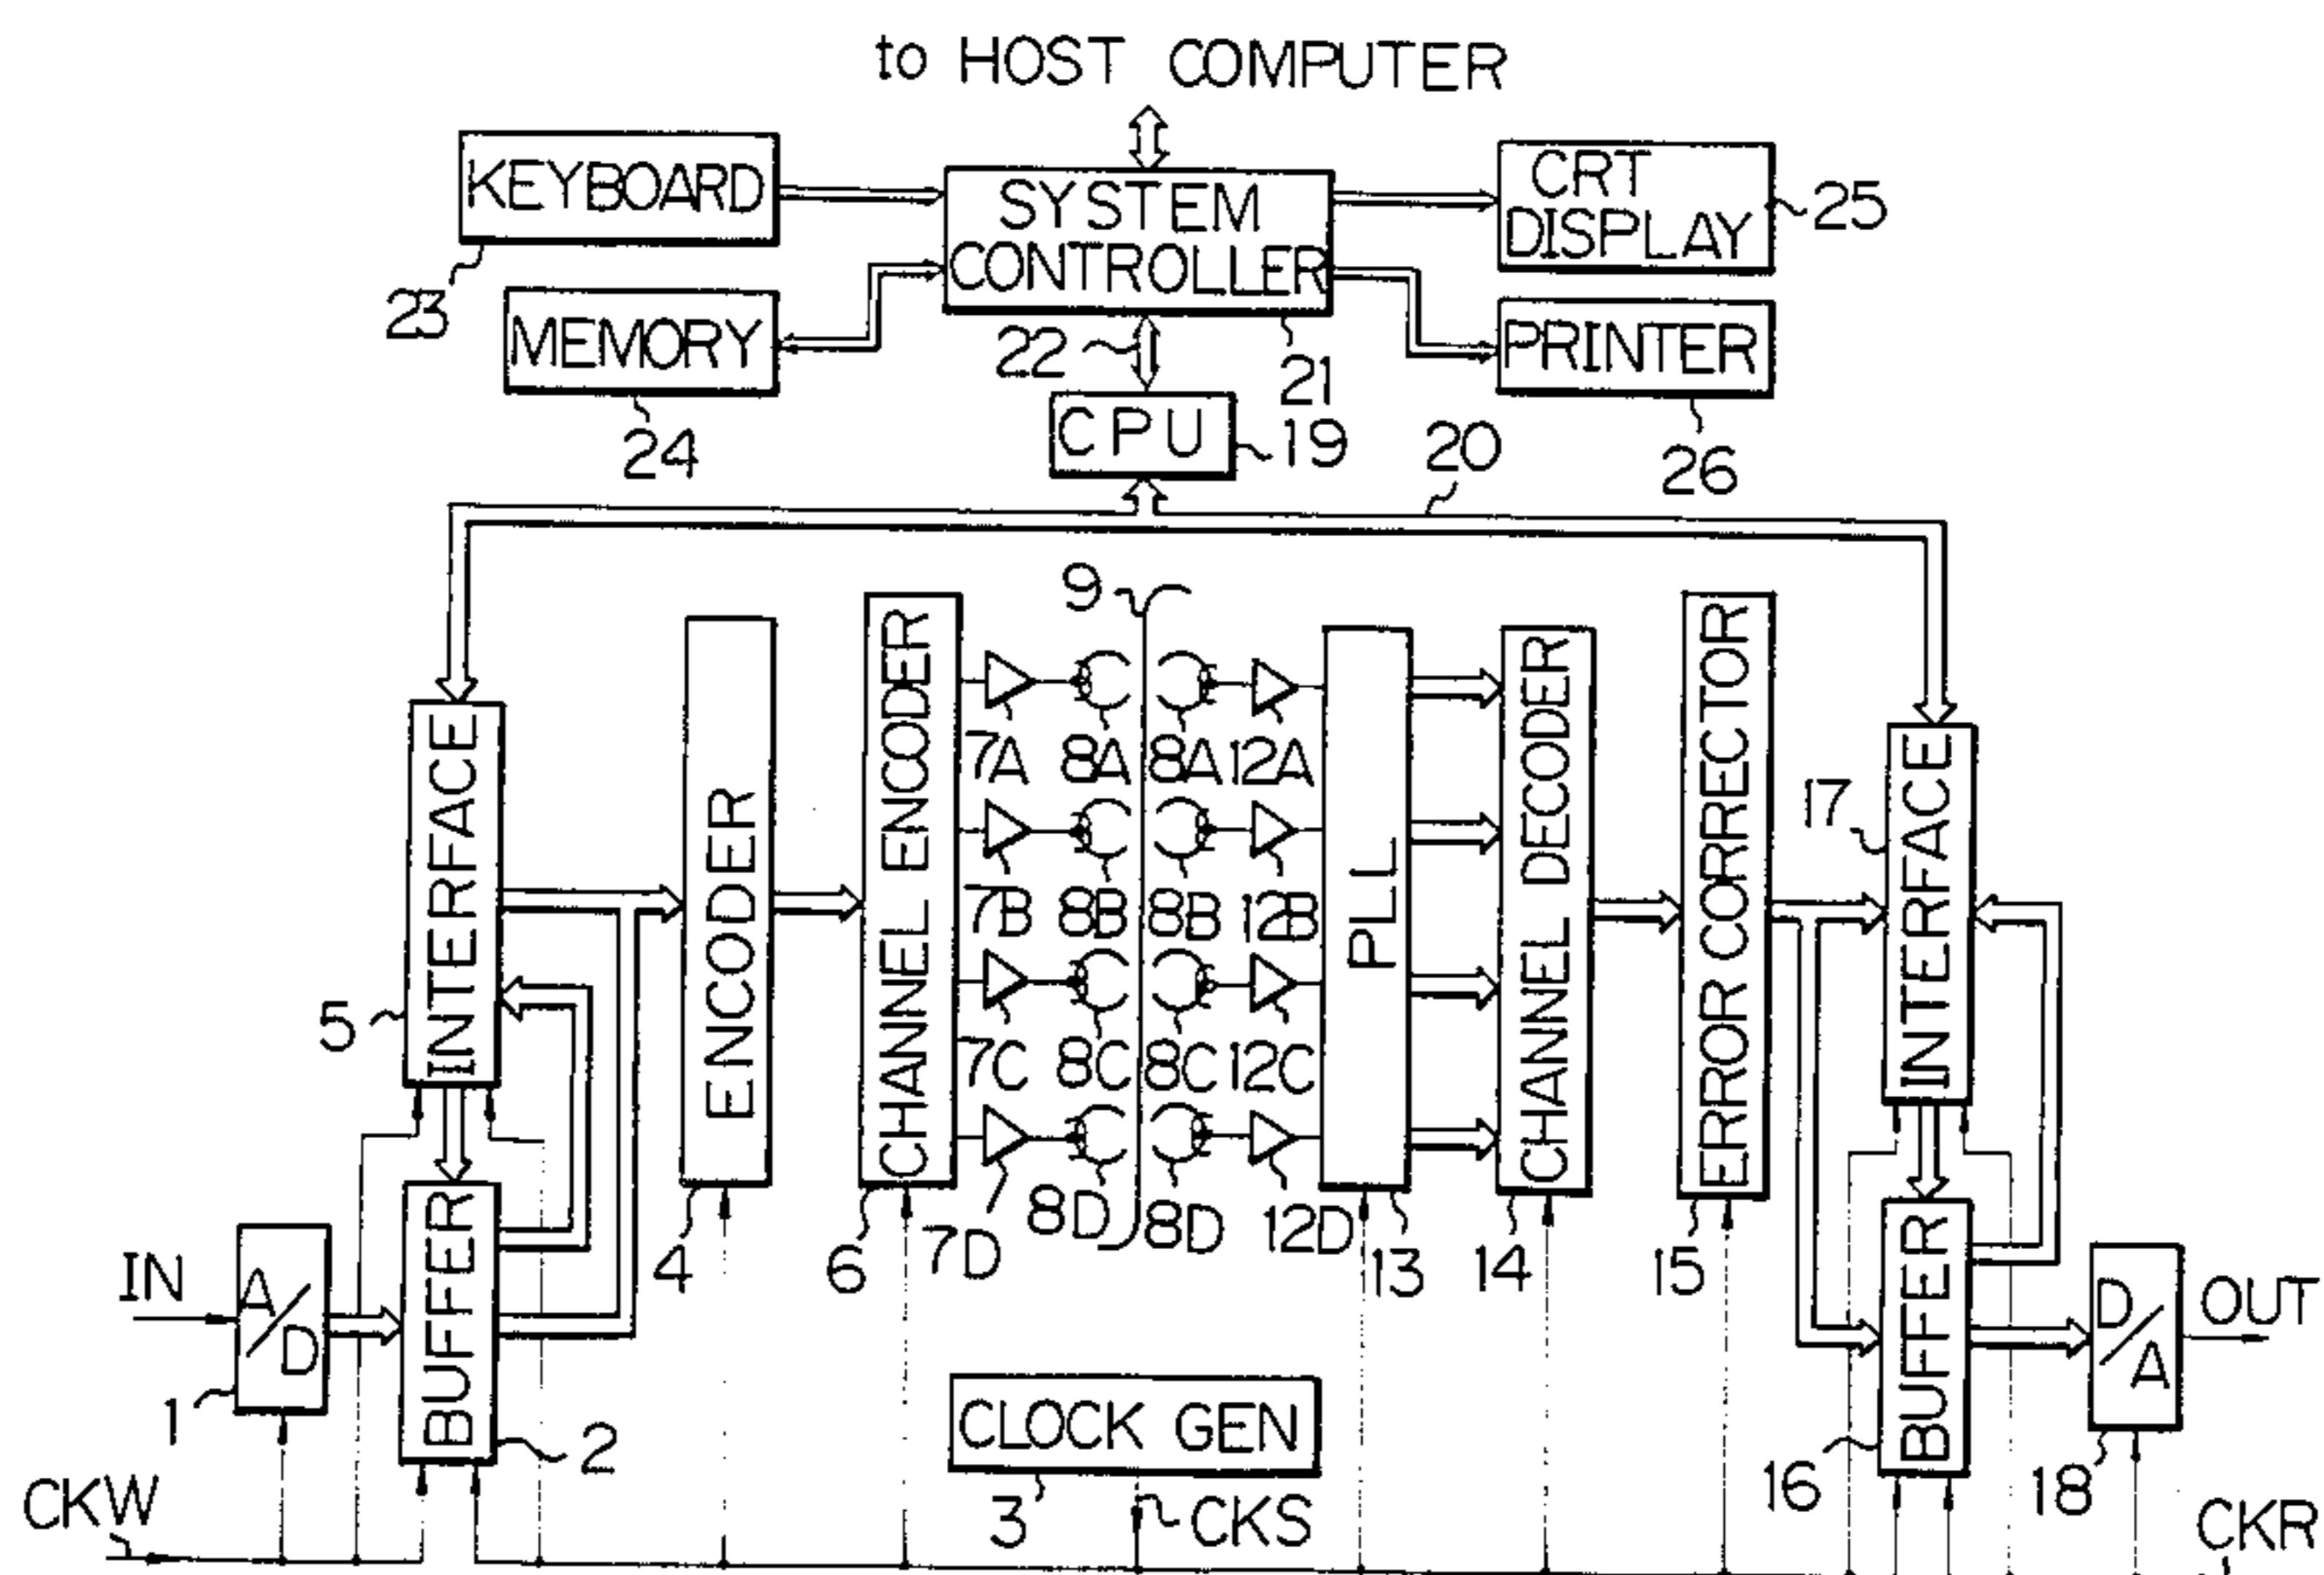 to HOST COMPUTER
KEYBOARD
23
MEMORY
24
SYSTEM
CONTROLLER
21
22
CRT
DISPLAY
25
PRINTER
26
CPU
19
20
9
INTERFACE
5
ENCODER
4
CHANNEL ENCODER
6
7A
8A
8A
12A
7B
8B
8B
12B
7C
8C
8C
12C
7D
8D
8D
12D
PLL
13
CHANNEL DECODER
14
ERROR CORRECTOR
15
INTERFACE
17
IN
A/D
1
BUFFER
2
CLOCK GEN
3
CKS
BUFFER
16
D/A
18
OUT
CKW
CKR